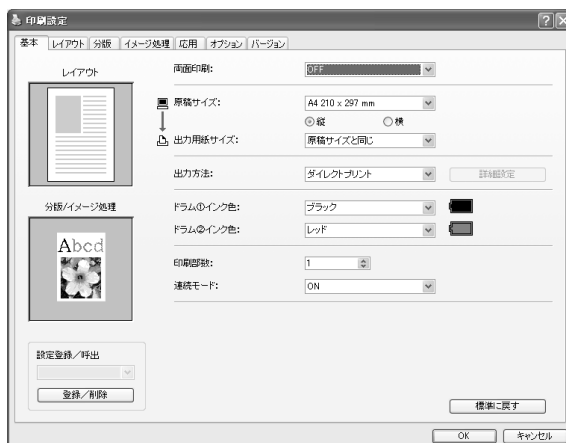 印刷設定
基本 レイアウト 分版 イメージ処理 応用 オプション バージョン
レイアウト
両面印刷: OFF
原稿サイズ: A4 210 x 297 mm
縦 横
出力用紙サイズ: 原稿サイズと同じ
出力方法: ダイレクトプリント 詳細設定
分版/イメージ処理
Abcd
ドラム①インク色: ブラック
ドラム②インク色: レッド
印刷部数: 1
連続モード: ON
設定登録/呼出
登録/削除
標準に戻す
OK キャンセル